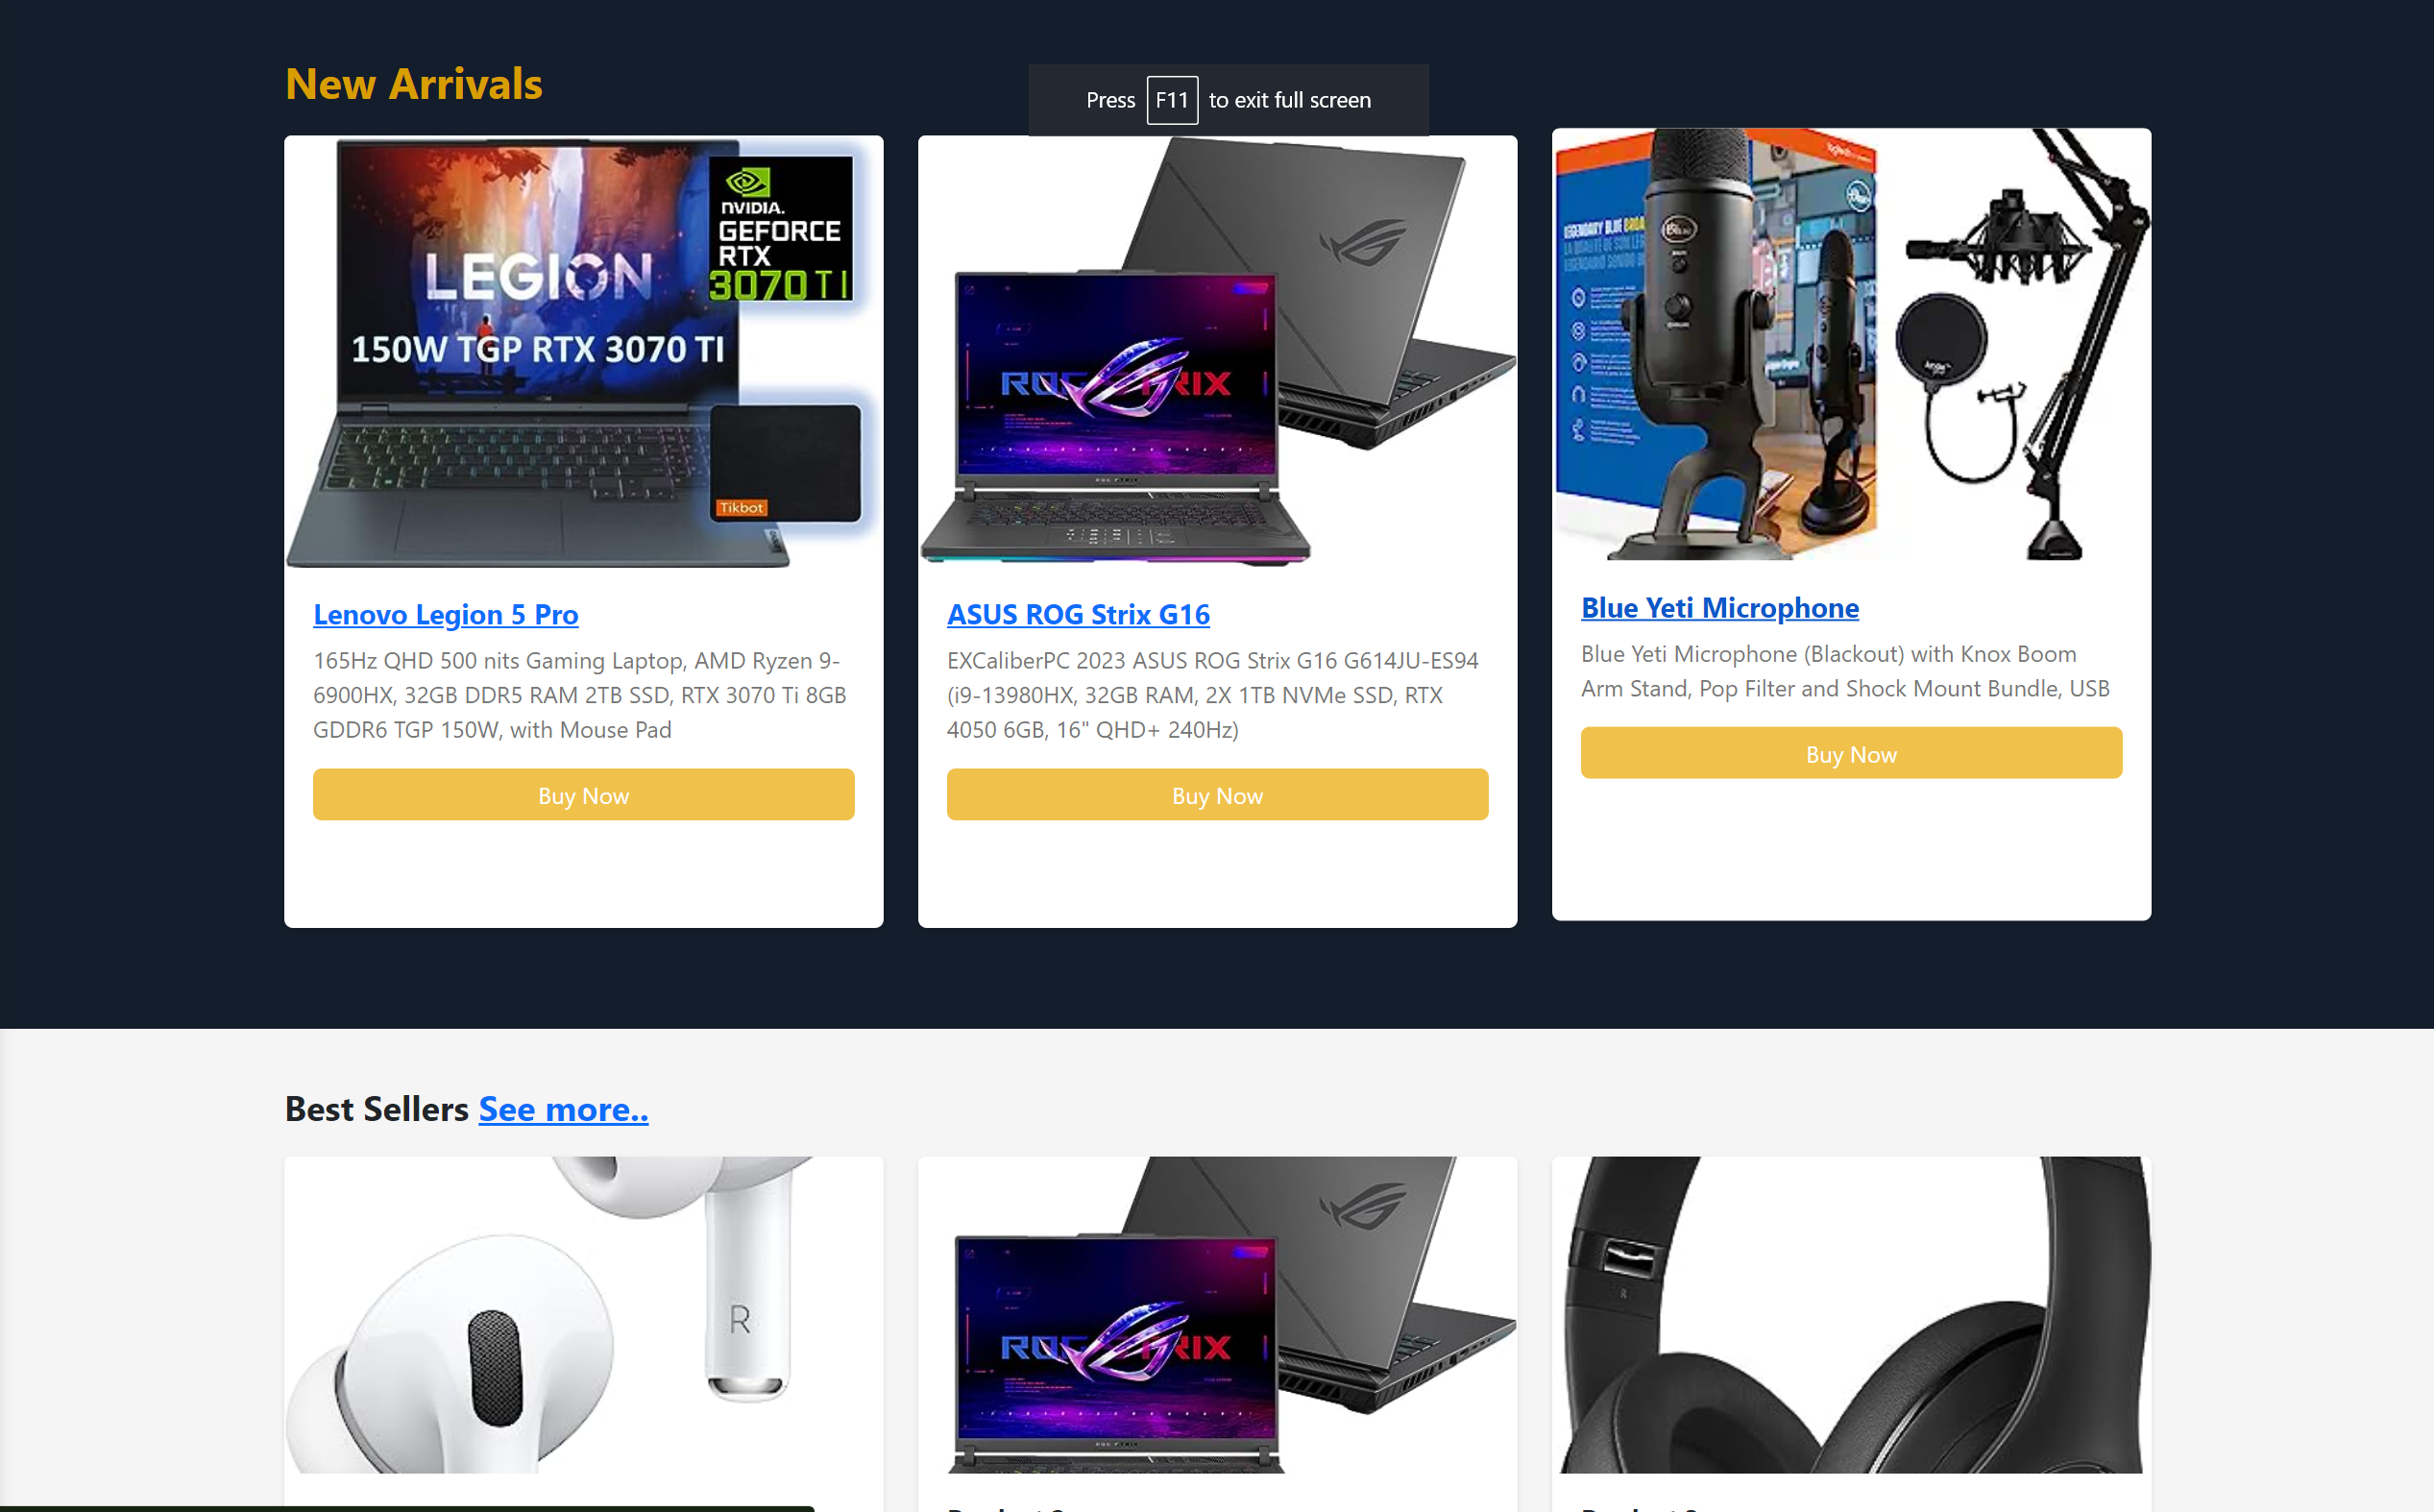 New Arrivals
Press F11 to exit full screen
LEGION
150W TGP RTX 3070 TI
NVIDIA.
GEFORCE
RTX
3070 TI
Tikbot
Lenovo
ROG STRIX
logitech
LEGENDARY BLUE
Blue
R
Lenovo Legion 5 Pro
165Hz QHD 500 nits Gaming Laptop, AMD Ryzen 9-
6900HX, 32GB DDR5 RAM 2TB SSD, RTX 3070 Ti 8GB
GDDR6 TGP 150W, with Mouse Pad
Buy Now
ASUS ROG Strix G16
EXCaliberPC 2023 ASUS ROG Strix G16 G614JU-ES94
(i9-13980HX, 32GB RAM, 2X 1TB NVMe SSD, RTX
4050 6GB, 16" QHD+ 240Hz)
Buy Now
Blue Yeti Microphone
Blue Yeti Microphone (Blackout) with Knox Boom
Arm Stand, Pop Filter and Shock Mount Bundle, USB
Buy Now
Best Sellers See more..
R
ROG STRIX